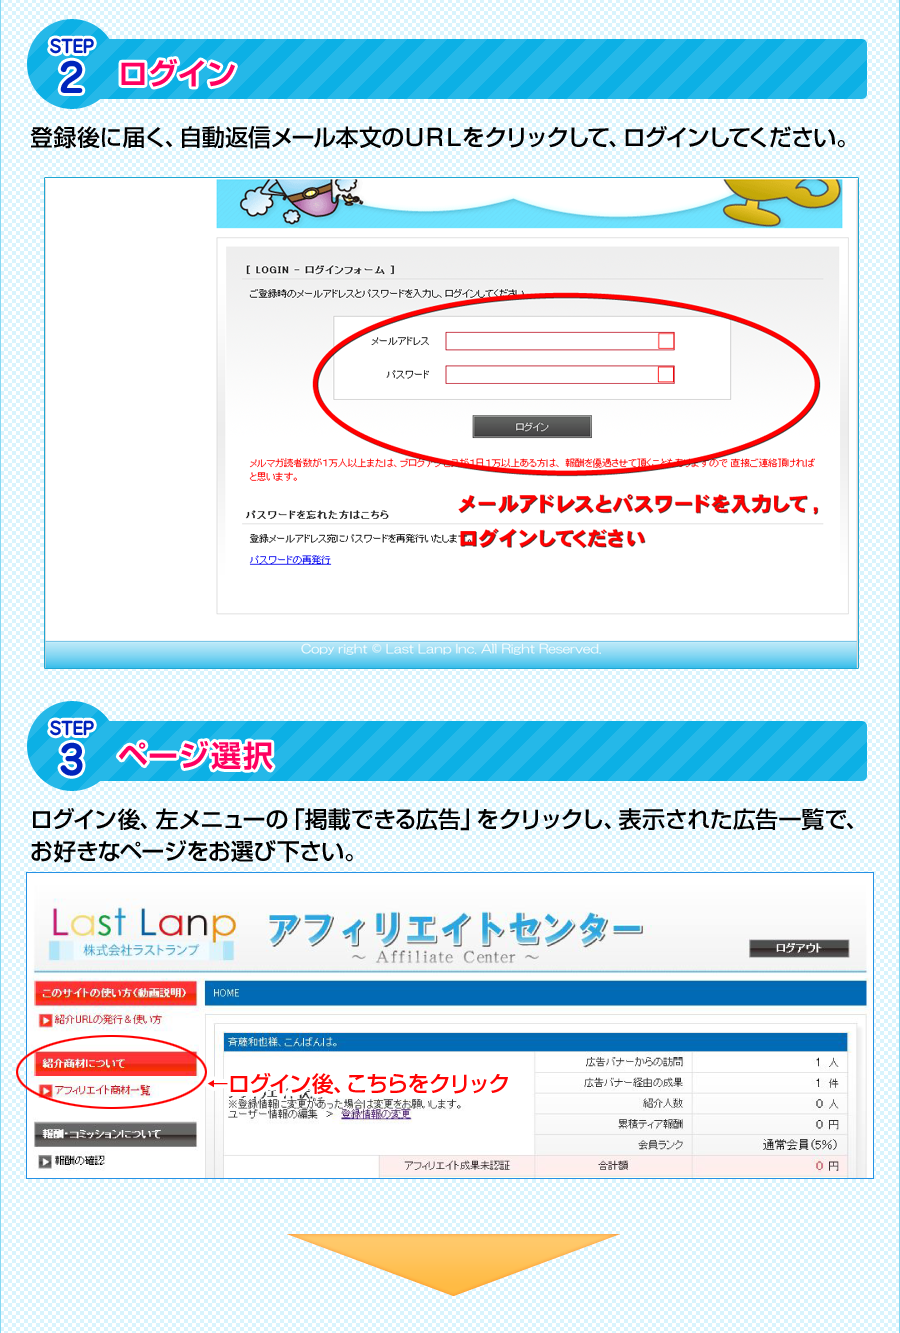 STEP
2
ログイン
登録後に届く、自動返信メール本文のURLをクリックして、ログインしてください。
[ LOGIN - ログインフォーム ]
ご登録時のメールアドレスとパスワードを入力し、ログインしてください
メールアドレス
パスワード
ログイン
メルマガ読者数が1万人以上または、ブログアクセスが1日1万以上ある方は、報酬を優遇させて頂くこともありますので 直接ご連絡頂ければ
と思います。
メールアドレスとパスワードを入力して，
パスワードを忘れた方はこちら
登録メールアドレス宛にパスワードを再発行いたします。
ログインしてください
パスワードの再発行
Copy right © Last Lanp Inc. All Right Reserved.
STEP
3
ページ選択
ログイン後、左メニューの「掲載できる広告」をクリックし、表示された広告一覧で、
お好きなページをお選び下さい。
Last Lanp
株式会社ラストランプ
アフィリエイトセンター
～ Affiliate Center ～
ログアウト
このサイトの使い方(動画説明)
HOME
紹介URLの発行＆使い方
斉藤和也様、こんばんは。
紹介商材について
広告バナーからの訪問 1 人
アフィリエイト商材一覧
←ログイン後、こちらをクリック
広告バナー経由の成果 1 件
※登録情報に変更があった場合は変更をお願いします。
紹介人数 0 人
ユーザー情報の編集 > 登録情報の変更
累積ティア報酬 0 円
報酬・コミッションについて
会員ランク 通常会員(5%)
報酬の確認
アフィリエイト成果未認証 合計額 0 円